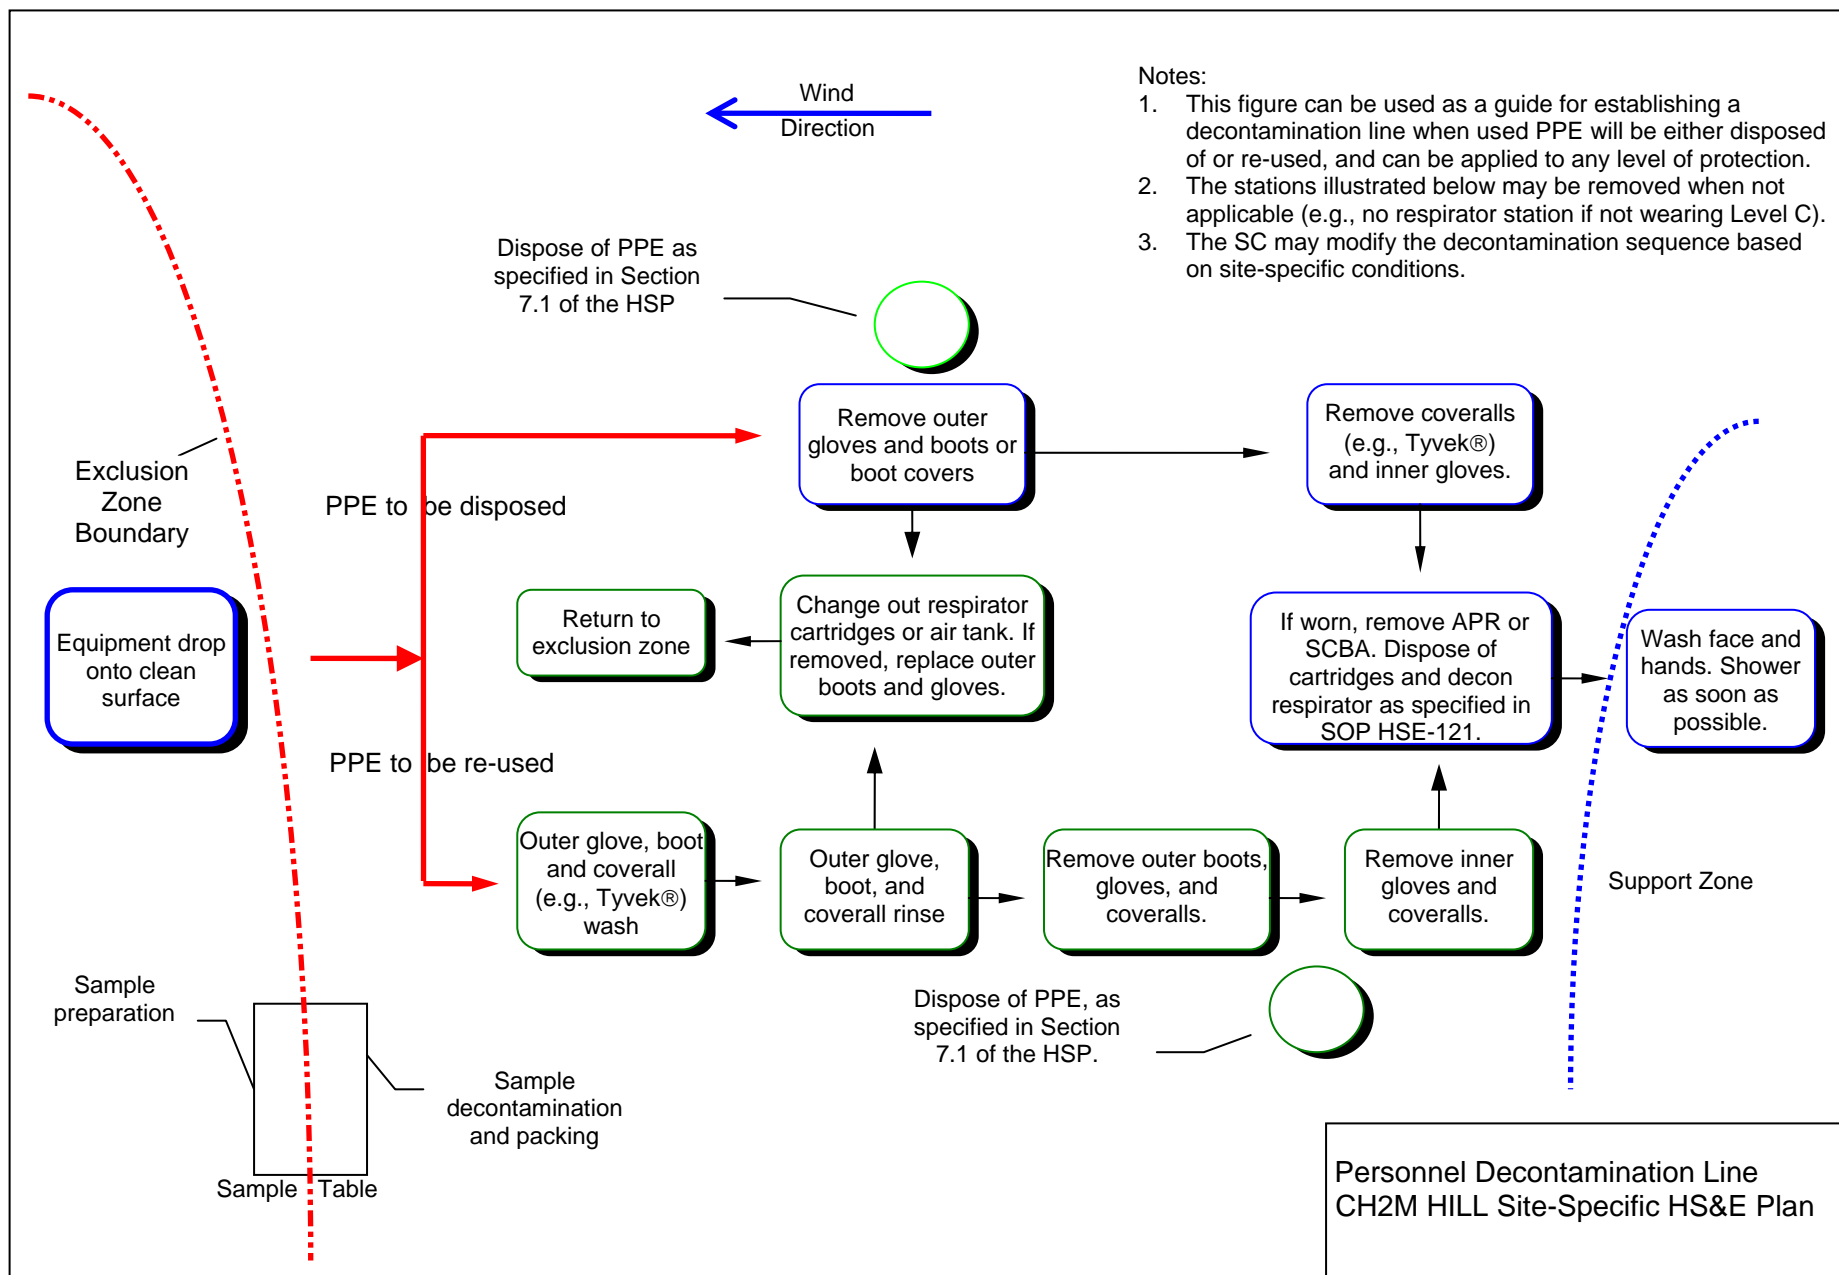 Wind
Direction
Notes:
1. This figure can be used as a guide for establishing a
decontamination line when used PPE will be either disposed
of or re-used, and can be applied to any level of protection.
2. The stations illustrated below may be removed when not
applicable (e.g., no respirator station if not wearing Level C).
3. The SC may modify the decontamination sequence based
on site-specific conditions.
Dispose of PPE as
specified in Section
7.1 of the HSP
Exclusion
Zone
Boundary
PPE to be disposed
Remove outer
gloves and boots or
boot covers
Remove coveralls
(e.g., Tyvek®)
and inner gloves.
Equipment drop
onto clean
surface
Return to
exclusion zone
Change out respirator
cartridges or air tank. If
removed, replace outer
boots and gloves.
If worn, remove APR or
SCBA. Dispose of
cartridges and decon
respirator as specified in
SOP HSE-121.
Wash face and
hands. Shower
as soon as
possible.
PPE to be re-used
Outer glove, boot
and coverall
(e.g., Tyvek®)
wash
Outer glove,
boot, and
coverall rinse
Remove outer boots,
gloves, and
coveralls.
Remove inner
gloves and
coveralls.
Support Zone
Sample
preparation
Sample
decontamination
and packing
Sample Table
Dispose of PPE, as
specified in Section
7.1 of the HSP.
Personnel Decontamination Line
CH2M HILL Site-Specific HS&E Plan